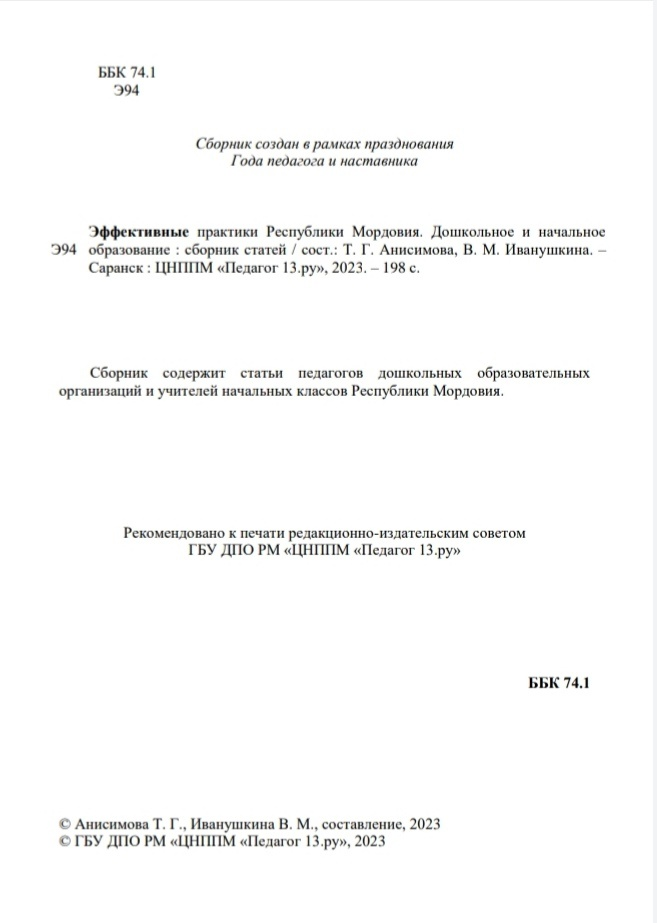 ББК 74.1
Э94
Сборник создан в рамках празднования
Года педагога и наставника
Эффективные практики Республики Мордовия. Дошкольное и начальное
Э94 образование : сборник статей / сост.: Т. Г. Анисимова, В. М. Иванушкина. –
Саранск : ЦНППМ «Педагог 13.ру», 2023. – 198 с.
Сборник содержит статьи педагогов дошкольных образовательных
организаций и учителей начальных классов Республики Мордовия.
Рекомендовано к печати редакционно-издательским советом
ГБУ ДПО РМ «ЦНППМ «Педагог 13.ру»
ББК 74.1
© Анисимова Т. Г., Иванушкина В. М., составление, 2023
© ГБУ ДПО РМ «ЦНППМ «Педагог 13.ру», 2023